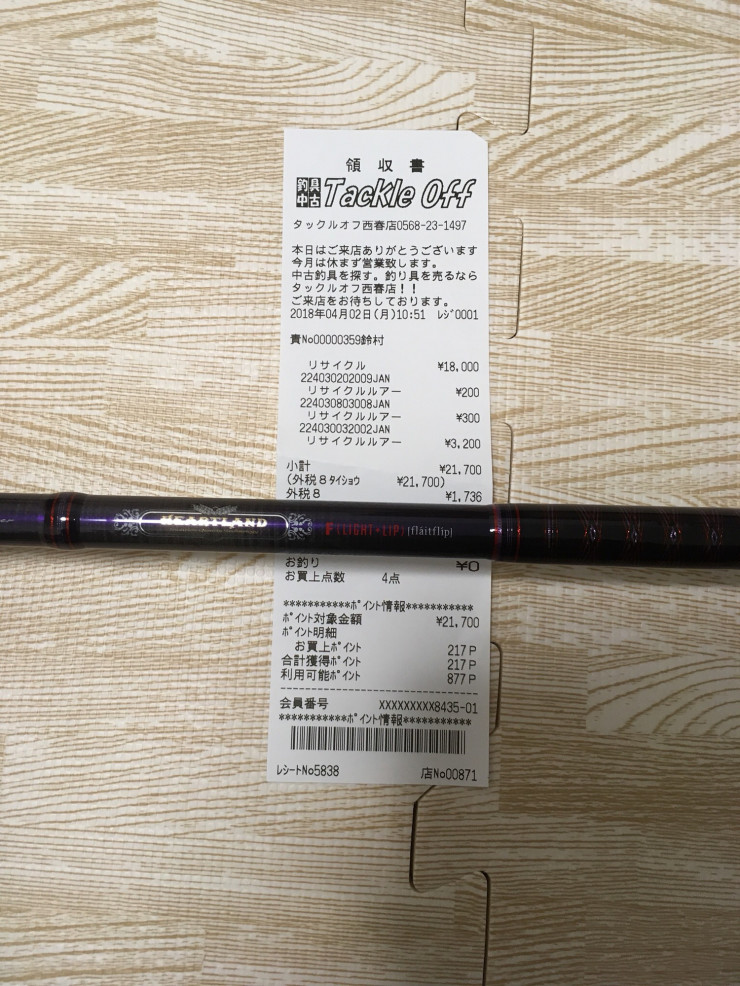 領収書
釣具
中古
Tackle Off
タックルオフ西春店0568-23-1497
本日はご来店ありがとうございます
今月は休まず営業致します。
中古釣具を探す。釣り具を売るなら
タックルオフ西春店!!
ご来店をお待ちしております。
2018年04月02日(月)10:51 ﾚｼﾞ0001
責No00000359鈴村
リサイクル ¥18,000
224030202009JAN
リサイクルルアー ¥200
224030803008JAN
リサイクルルアー ¥300
224030032002JAN
リサイクルルアー ¥3,200
小計 ¥21,700
(外税8ﾀｲｼｮｳ ¥21,700)
外税8 ¥1,736
HEARTLAND F[LIGHT・LIP] [fláitflip]
お釣り ¥0
お買上点数 4点
***********ﾎﾟｲﾝﾄ情報***********
ﾎﾟｲﾝﾄ対象金額 ¥21,700
ﾎﾟｲﾝﾄ明細
お買上ﾎﾟｲﾝﾄ 217P
合計獲得ﾎﾟｲﾝﾄ 217P
利用可能ﾎﾟｲﾝﾄ 877P
会員番号 XXXXXXXXX8435-01
***********ﾎﾟｲﾝﾄ情報***********
ﾚｼｰﾄNo5838 店No00871